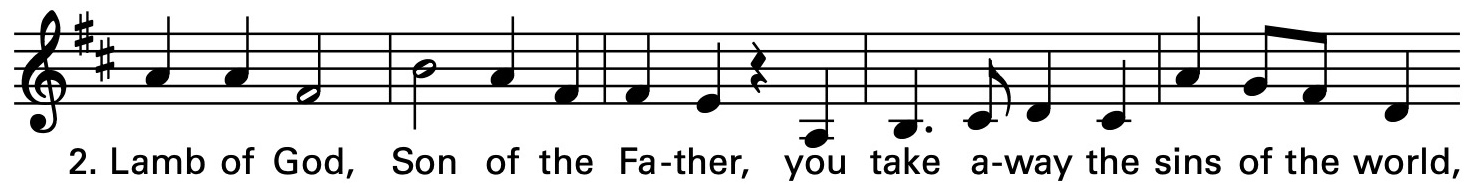 2. Lamb of God, Son of the Fa-ther, you take a-way the sins of the world,